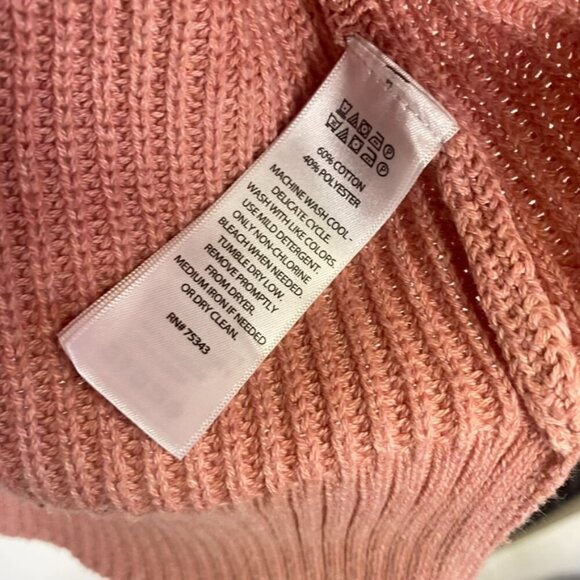 60% COTTON
40% POLYESTER
MACHINE WASH COOL -
DELICATE CYCLE.
WASH WITH LIKE COLORS.
USE MILD DETERGENT.
ONLY NON-CHLORINE
BLEACH WHEN NEEDED.
TUMBLE DRY LOW.
REMOVE PROMPTLY
FROM DRYER.
MEDIUM IRON IF NEEDED
OR DRY CLEAN.
RN# 75343